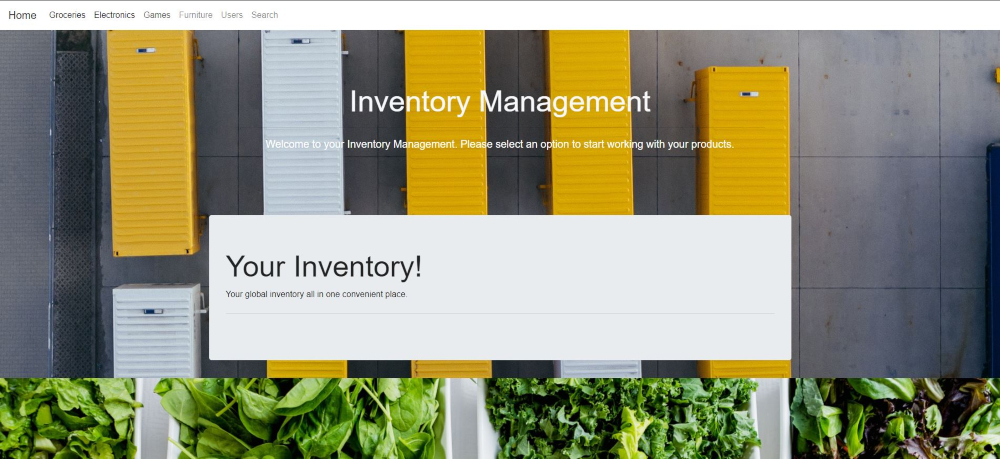 Home Groceries Electronics Games Furniture Users Search
Inventory Management
Welcome to your Inventory Management. Please select an option to start working with your products.
Your Inventory!
Your global inventory all in one convenient place.